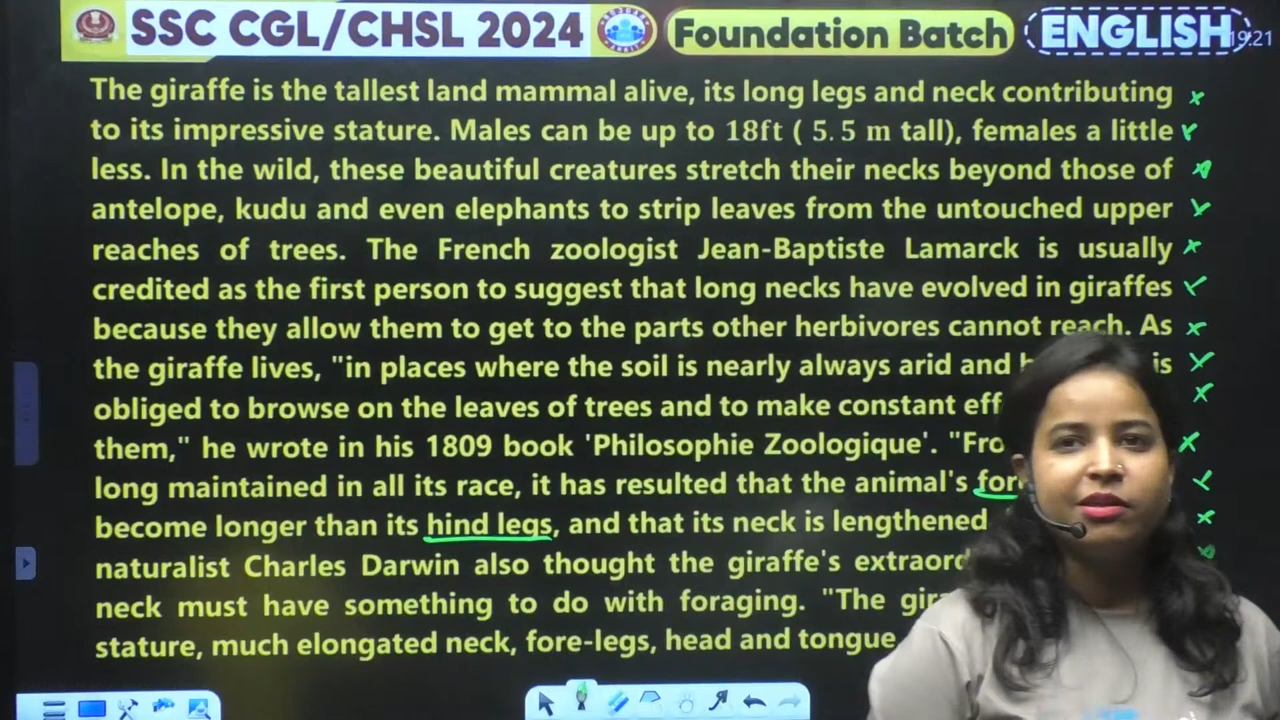 SSC CGL/CHSL 2024 Foundation Batch ENGLISH 19:21
The giraffe is the tallest land mammal alive, its long legs and neck contributing
to its impressive stature. Males can be up to 18ft ( 5.5 m tall), females a little
less. In the wild, these beautiful creatures stretch their necks beyond those of
antelope, kudu and even elephants to strip leaves from the untouched upper
reaches of trees. The French zoologist Jean-Baptiste Lamarck is usually
credited as the first person to suggest that long necks have evolved in giraffes
because they allow them to get to the parts other herbivores cannot reach. As
the giraffe lives, "in places where the soil is nearly always arid and is
obliged to browse on the leaves of trees and to make constant
them," he wrote in his 1809 book 'Philosophie Zoologique'.
long maintained in all its race, it has resulted that the animal's
become longer than its hind legs, and that its neck is lengthened
naturalist Charles Darwin also thought the giraffe's
neck must have something to do with foraging. "The
stature, much elongated neck, fore-legs, head and tongue